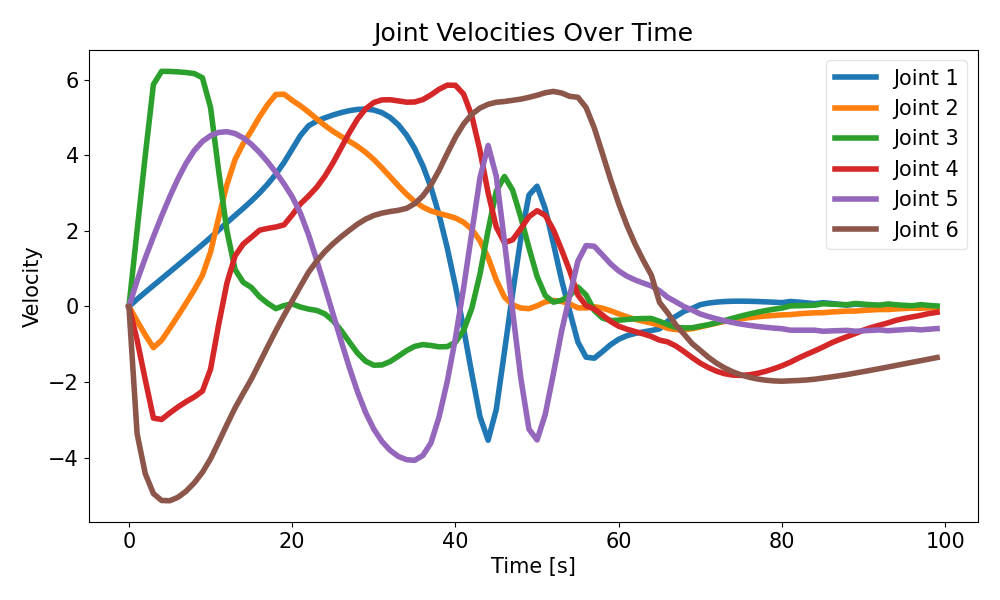 Joint Velocities Over Time
Velocity
6
4
2
0
−2
−4
0 20 40 60 80 100
Time [s]
Joint 1
Joint 2
Joint 3
Joint 4
Joint 5
Joint 6